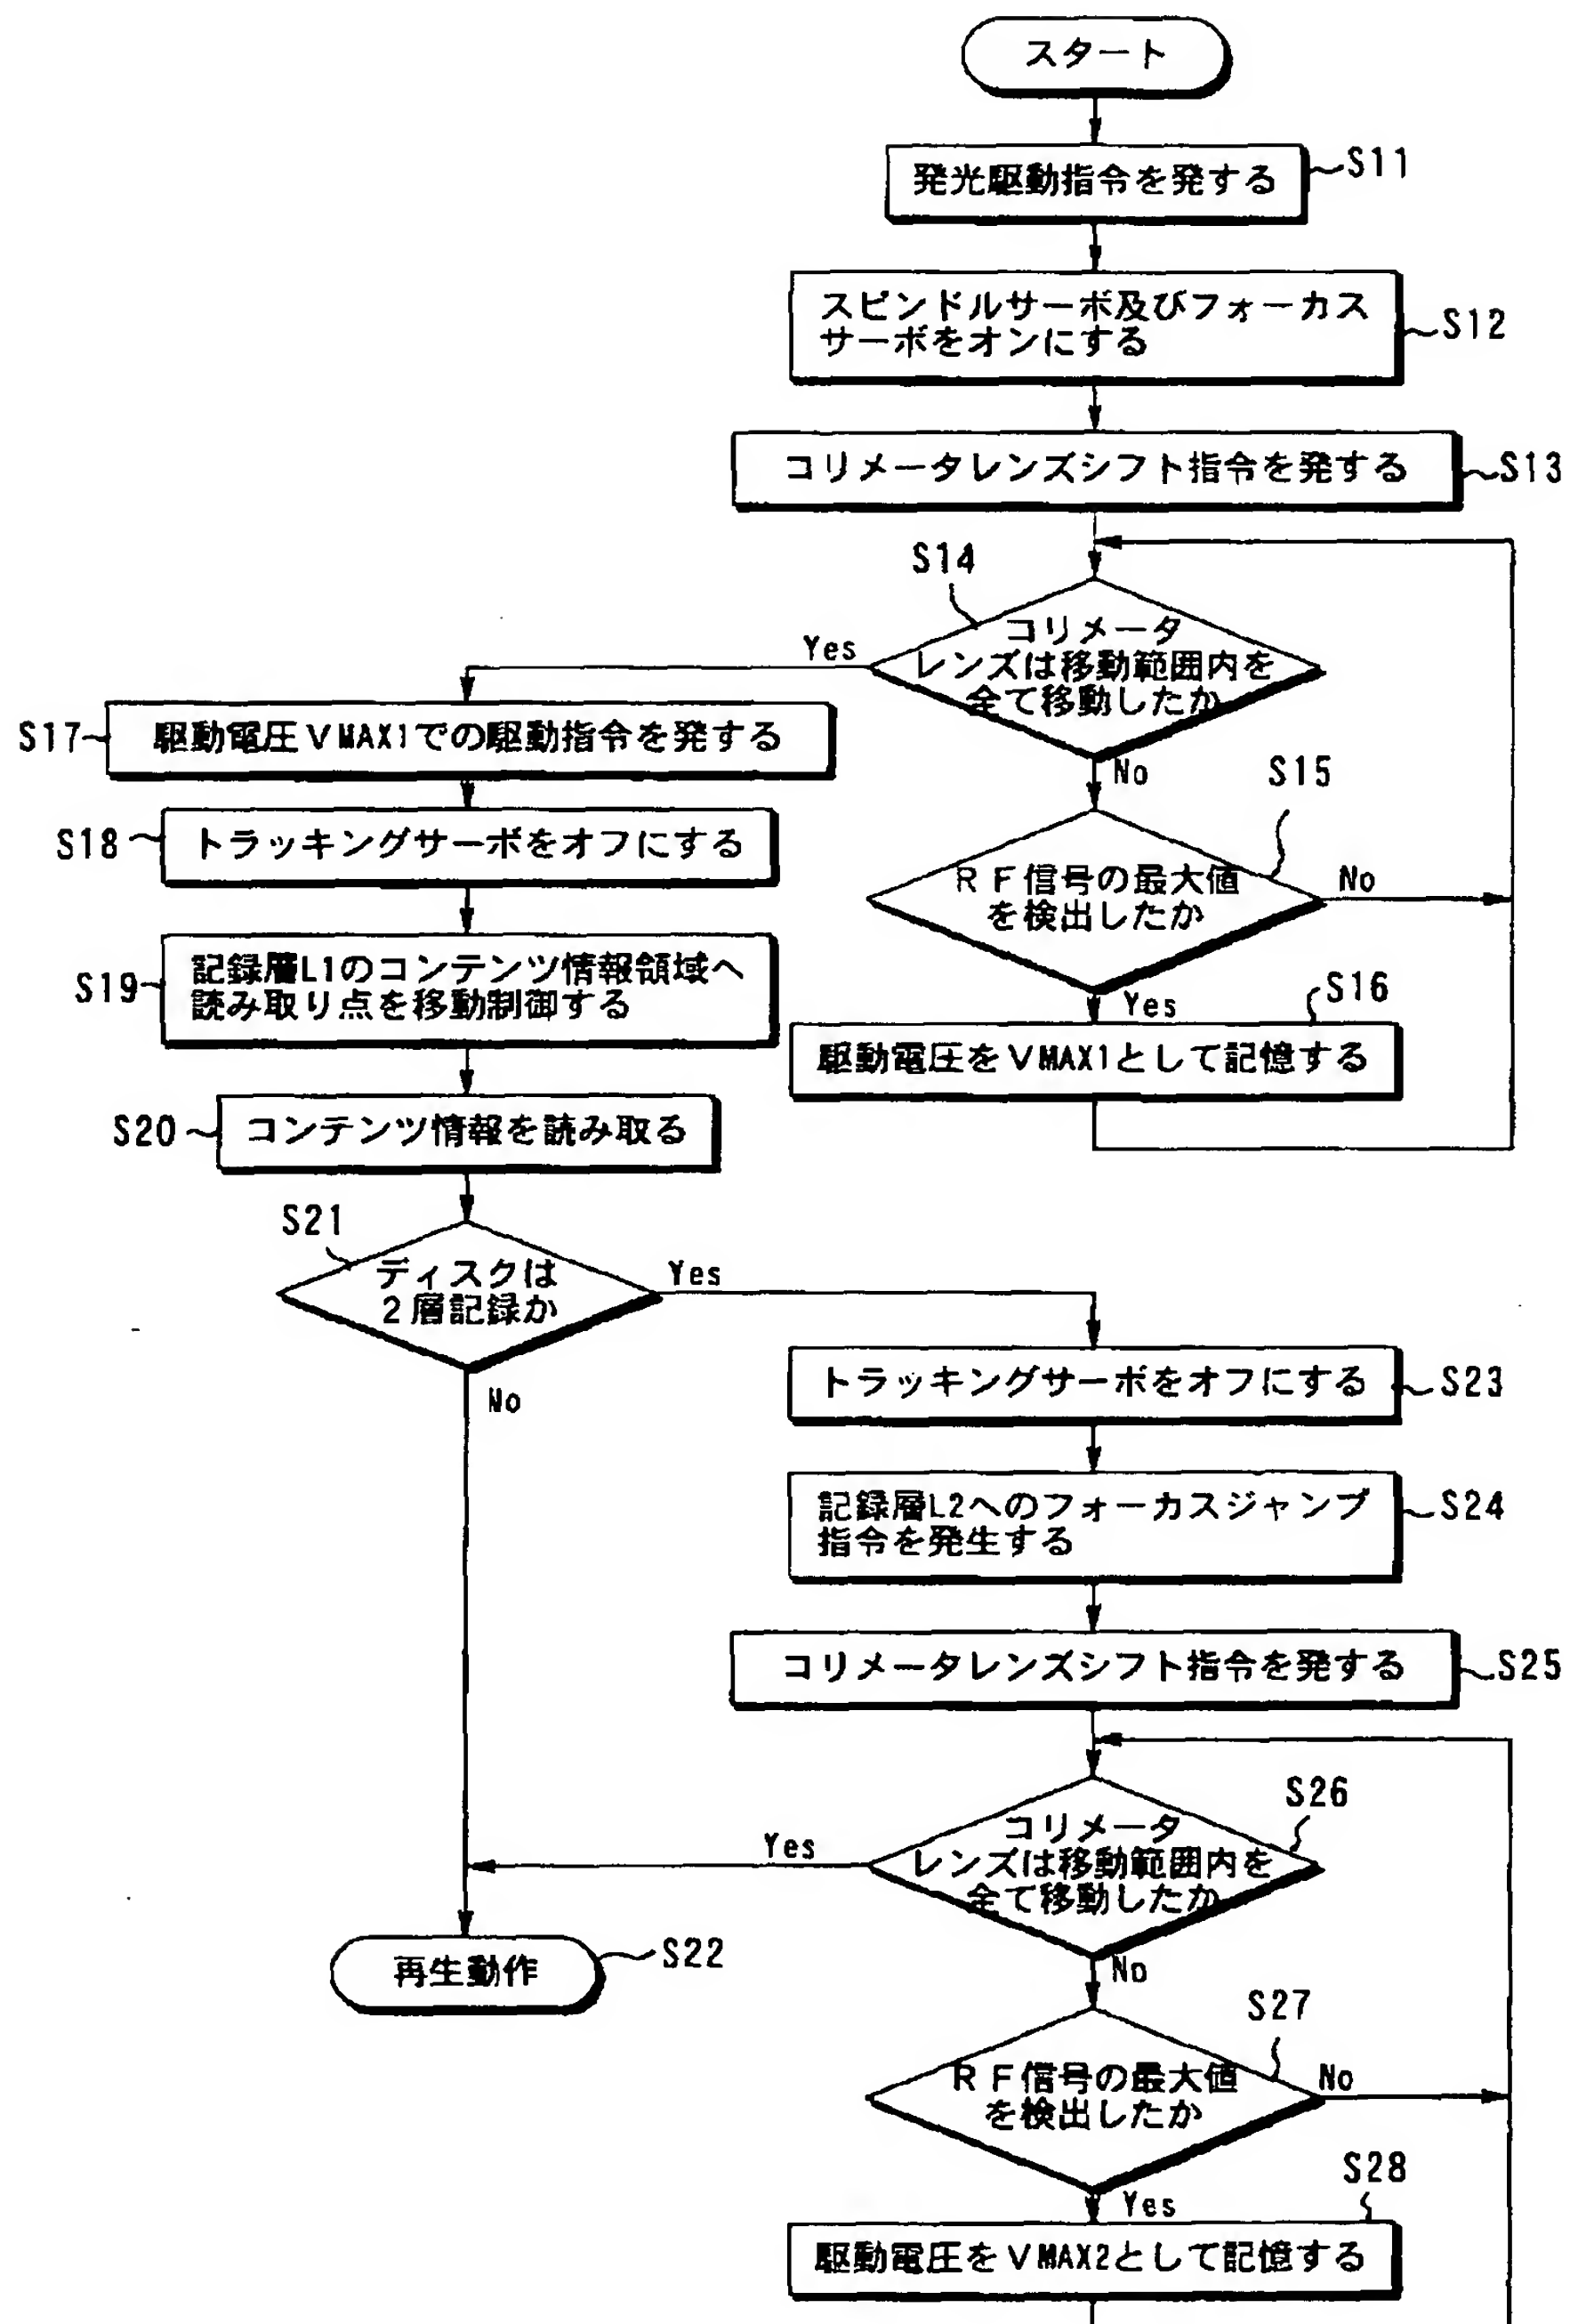 スタート
発光駆動指令を発する
S11
スピンドルサーボ及びフォーカス
サーボをオンにする
S12
コリメータレンズシフト指令を発する
S13
S14
コリメータ
レンズは移動範囲内を
全て移動したか
Yes
No
S15
RF信号の最大値
を検出したか
No
Yes
S16
駆動電圧をVMAX1として記憶する
S17
駆動電圧VMAX1での駆動指令を発する
S18
トラッキングサーボをオフにする
S19
記録層L1のコンテンツ情報領域へ
読み取り点を移動制御する
S20
コンテンツ情報を読み取る
S21
ディスクは
2層記録か
Yes
No
トラッキングサーボをオフにする
S23
記録層L2へのフォーカスジャンプ
指令を発生する
S24
コリメータレンズシフト指令を発する
S25
S26
コリメータ
レンズは移動範囲内を
全て移動したか
Yes
No
再生動作
S22
S27
RF信号の最大値
を検出したか
No
Yes
S28
駆動電圧をVMAX2として記憶する